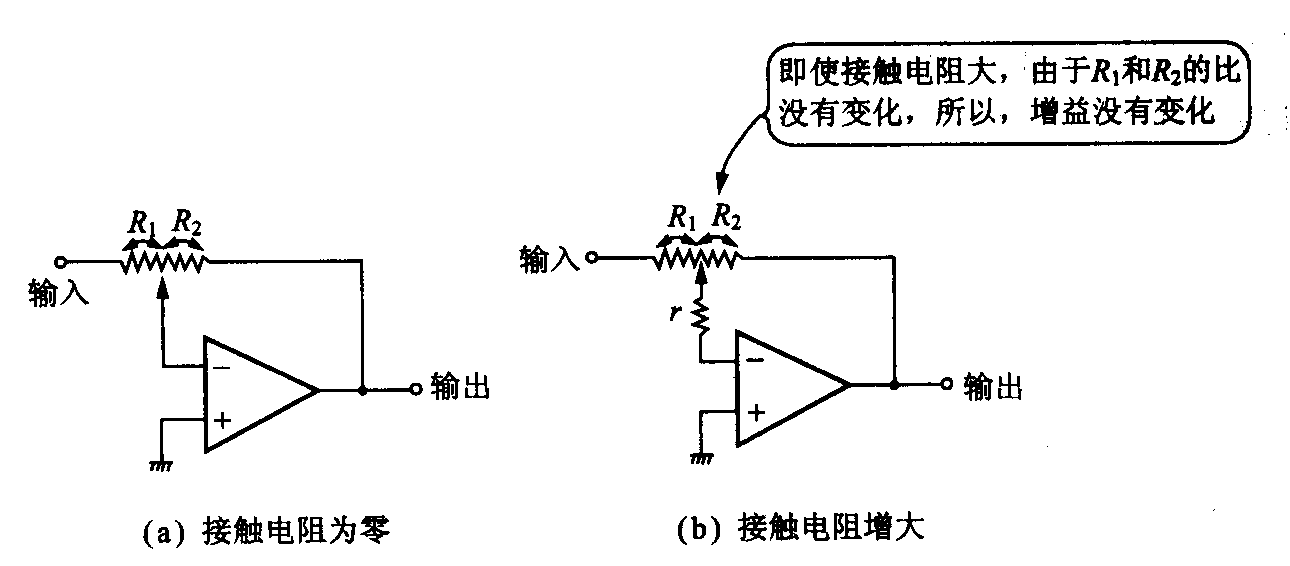 即使接触电阻大，由于R₁和R₂的比
没有变化，所以，增益没有变化
R₁ R₂
输入
−
+
输出
(a) 接触电阻为零
R₁ R₂
输入
r
−
+
输出
(b) 接触电阻增大